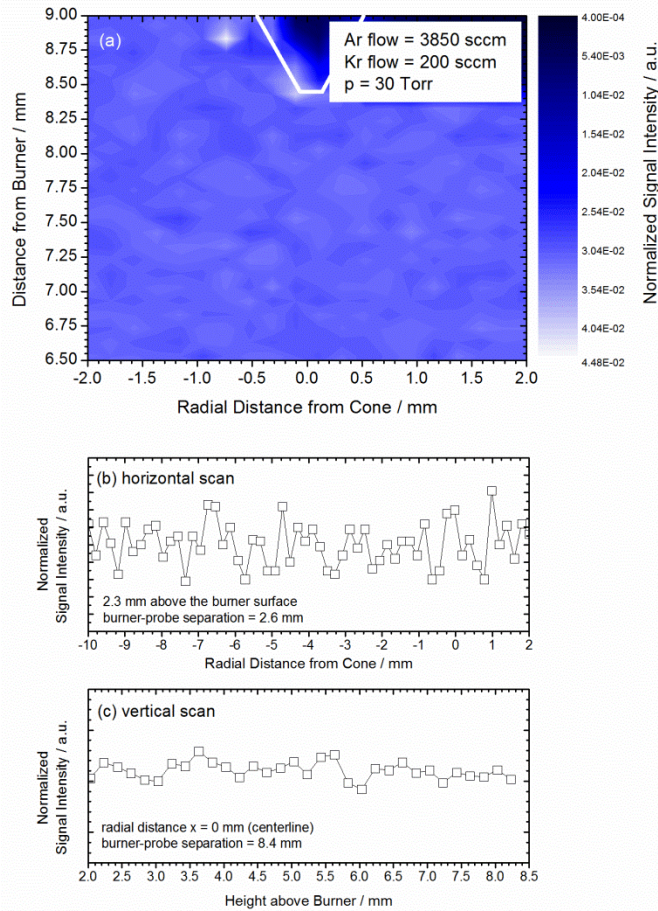 (a)
Ar flow = 3850 sccm
Kr flow = 200 sccm
p = 30 Torr
9.00
8.75
8.50
8.25
8.00
7.75
7.50
7.25
7.00
6.75
6.50
Distance from Burner / mm
-2.0 -1.5 -1.0 -0.5 0.0 0.5 1.0 1.5 2.0
Radial Distance from Cone / mm
4.00E-04
5.40E-03
1.04E-02
1.54E-02
2.04E-02
2.54E-02
3.04E-02
3.54E-02
4.04E-02
4.48E-02
Normalized Signal Intensity / a.u.
(b) horizontal scan
Normalized
Signal Intensity / a.u.
2.3 mm above the burner surface
burner-probe separation = 2.6 mm
-10 -9 -8 -7 -6 -5 -4 -3 -2 -1 0 1 2
Radial Distance from Cone / mm
(c) vertical scan
Normalized
Signal Intensity / a.u.
radial distance x = 0 mm (centerline)
burner-probe separation = 8.4 mm
2.0 2.5 3.0 3.5 4.0 4.5 5.0 5.5 6.0 6.5 7.0 7.5 8.0 8.5
Height above Burner / mm